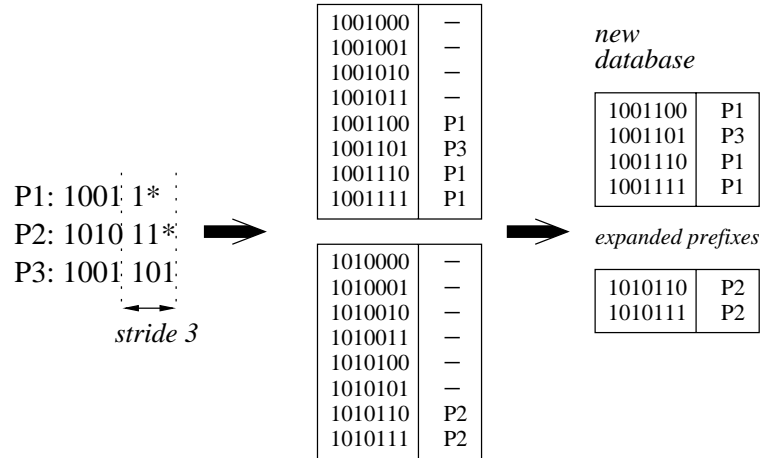 P1: 1001 1*
P2: 1010 11*
P3: 1001 101
stride 3
1001000 –
1001001 –
1001010 –
1001011 –
1001100 P1
1001101 P3
1001110 P1
1001111 P1
1010000 –
1010001 –
1010010 –
1010011 –
1010100 –
1010101 –
1010110 P2
1010111 P2
new
database
1001100 P1
1001101 P3
1001110 P1
1001111 P1
expanded prefixes
1010110 P2
1010111 P2